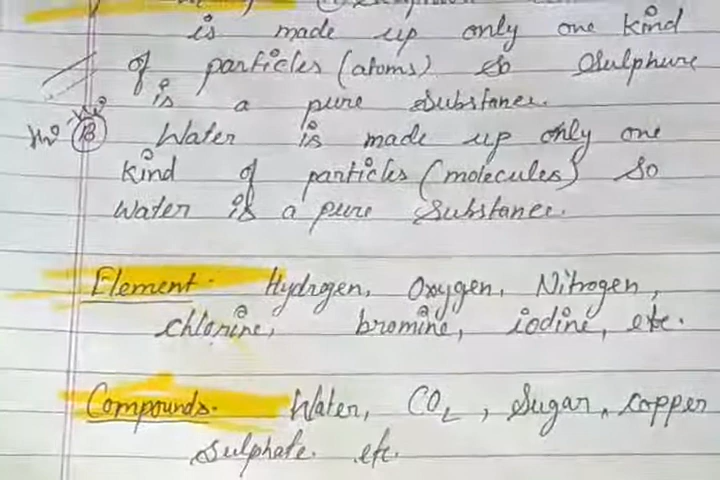 is made up only one kind
of particles (atoms) so Sulphure
is a pure substance.
(B) Water is made up only one
kind of particles (molecules) so
water is a pure substance.
Element. Hydrogen, Oxygen, Nitrogen,
chlorine, bromine, iodine, etc.
Compounds. Water, CO2, Sugar, copper
sulphate. etc.